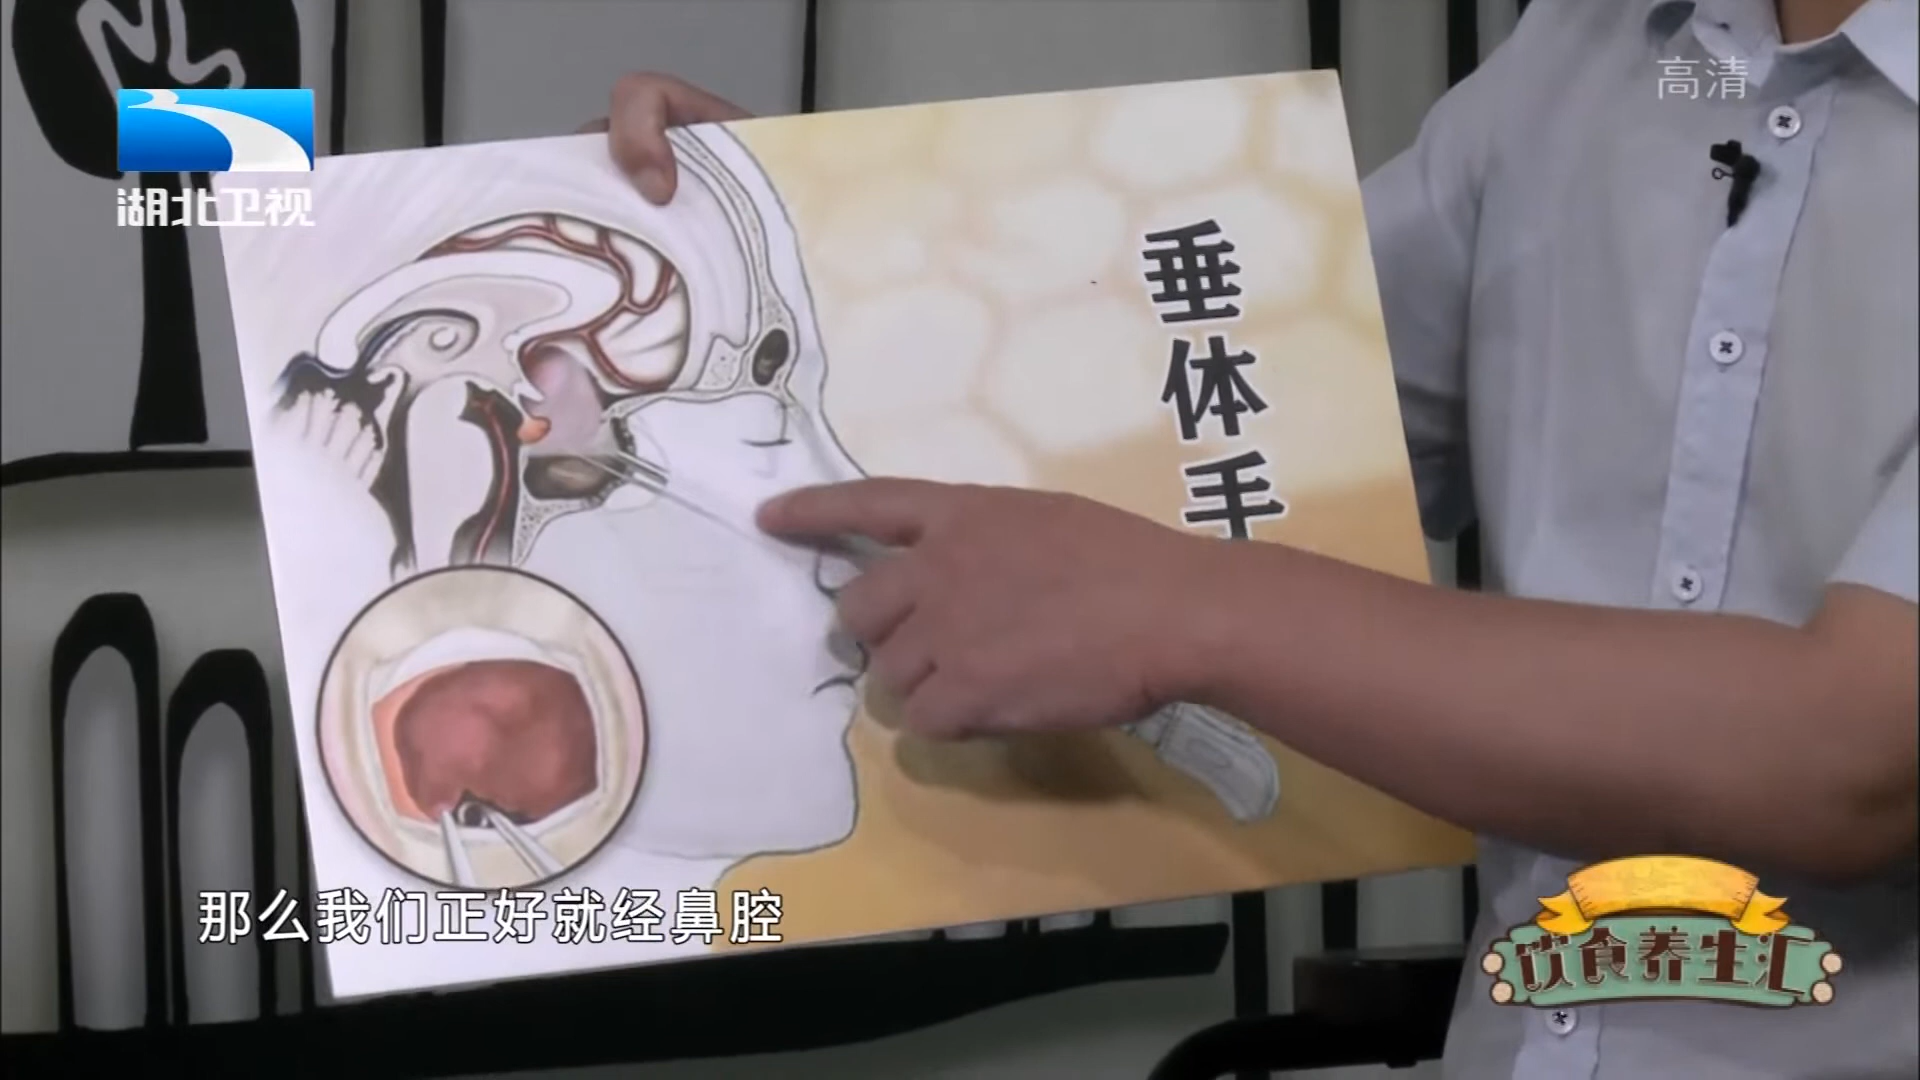 高清
湖北卫视
垂体手
那么我们正好就经鼻腔
饮食养生汇